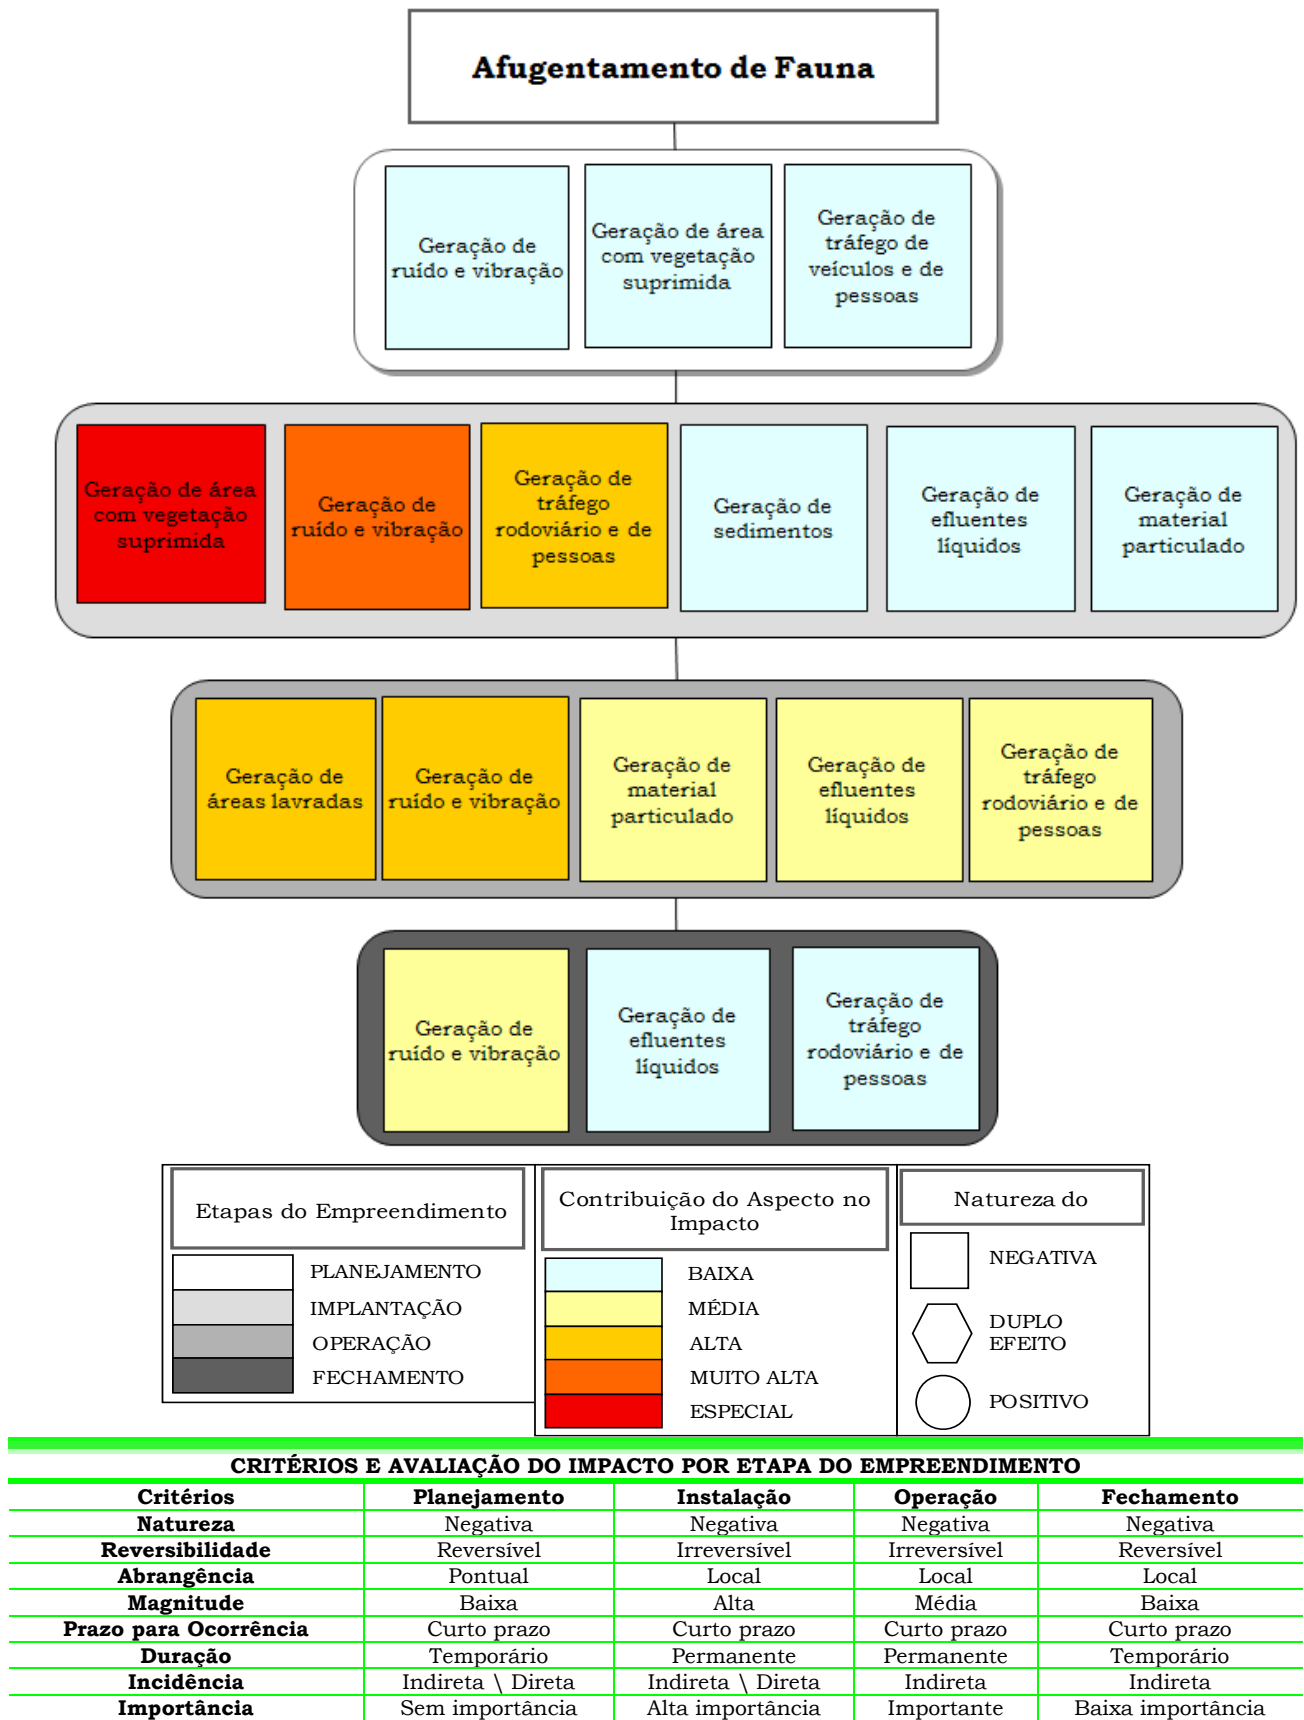 Afugentamento de Fauna
Geração de
ruído e vibração
Geração de área
com vegetação
suprimida
Geração de
tráfego de
veículos e de
pessoas
Geração de área
com vegetação
suprimida
Geração de
ruído e vibração
Geração de
tráfego
rodoviário e de
pessoas
Geração de
sedimentos
Geração de
efluentes
líquidos
Geração de
material
particulado
Geração de
áreas lavradas
Geração de
ruído e vibração
Geração de
material
particulado
Geração de
efluentes
líquidos
Geração de
tráfego
rodoviário e de
pessoas
Geração de
ruído e vibração
Geração de
efluentes
líquidos
Geração de
tráfego
rodoviário e de
pessoas
Etapas do Empreendimento
PLANEJAMENTO
IMPLANTAÇÃO
OPERAÇÃO
FECHAMENTO
Contribuição do Aspecto no
Impacto
BAIXA
MÉDIA
ALTA
MUITO ALTA
ESPECIAL
Natureza do
NEGATIVA
DUPLO
EFEITO
POSITIVO
CRITÉRIOS E AVALIAÇÃO DO IMPACTO POR ETAPA DO EMPREENDIMENTO
Critérios Planejamento Instalação Operação Fechamento
Natureza Negativa Negativa Negativa Negativa
Reversibilidade Reversível Irreversível Irreversível Reversível
Abrangência Pontual Local Local Local
Magnitude Baixa Alta Média Baixa
Prazo para Ocorrência Curto prazo Curto prazo Curto prazo Curto prazo
Duração Temporário Permanente Permanente Temporário
Incidência Indireta \ Direta Indireta \ Direta Indireta Indireta
Importância Sem importância Alta importância Importante Baixa importância